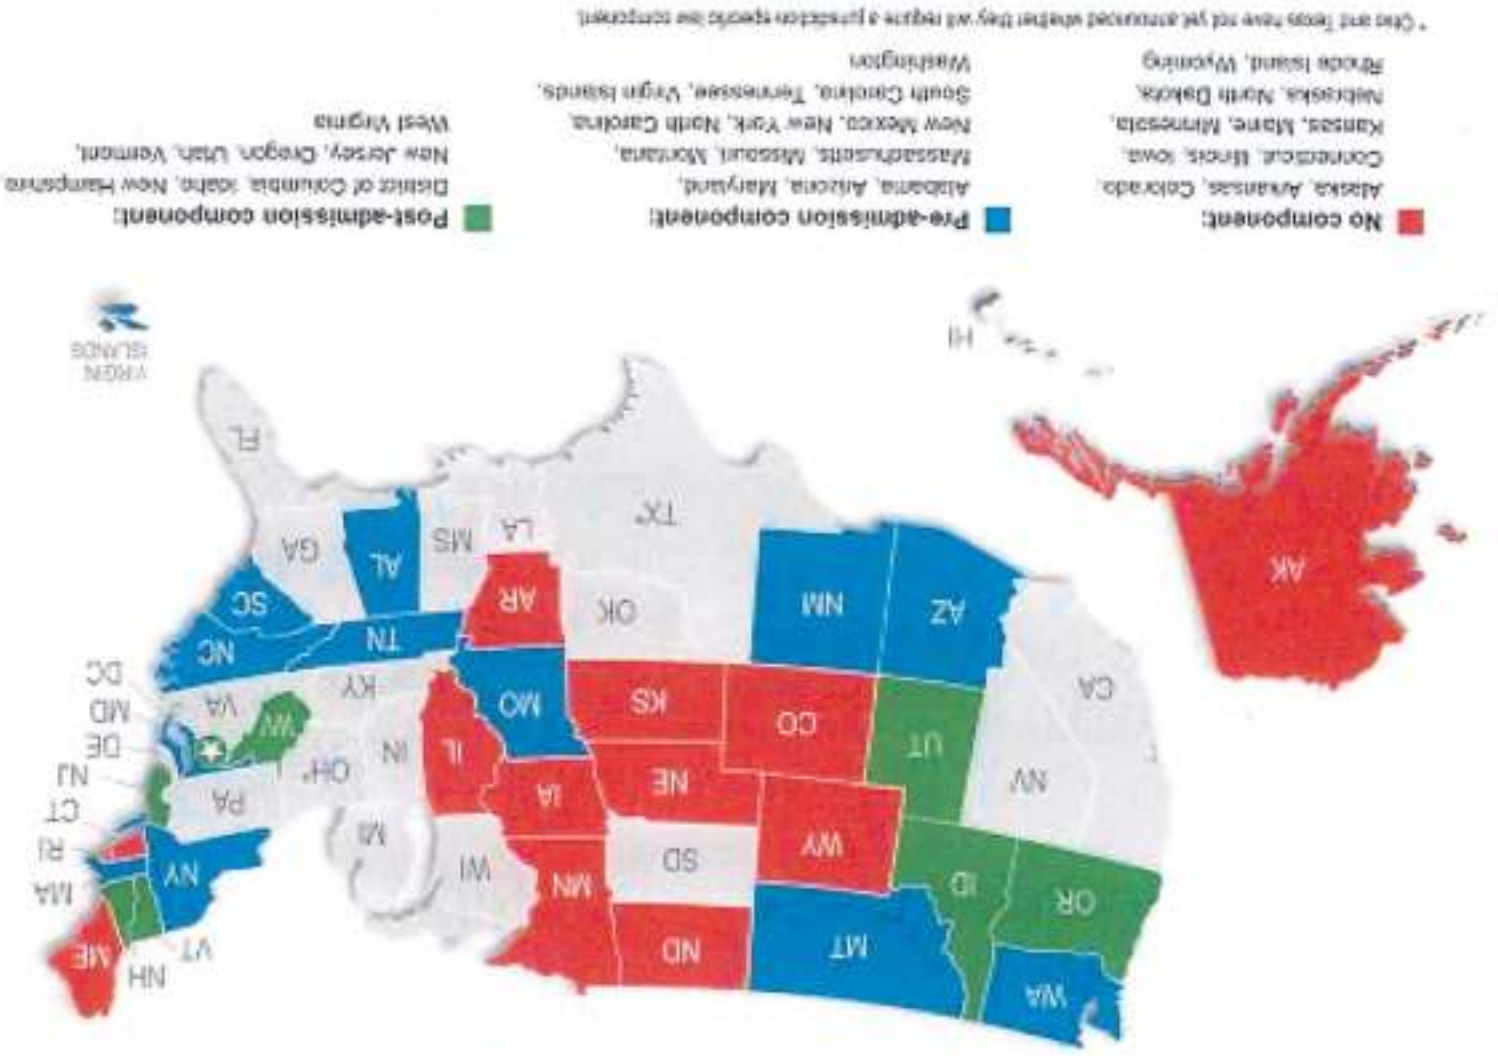 WA
MT
ND
MN
OR
ID
WY
SD
WI
MI
NY
VT
NH
ME
MA
RI
CT
NJ
DE
MD
DC
NV
UT
CO
NE
IA
IL
IN
OH*
PA
WV
VA
KY
KS
MO
CA
AZ
NM
OK
AR
TN
NC
SC
TX*
LA
MS
AL
GA
FL
AK
HI
VIRGIN
ISLANDS
No component:
Alaska, Arkansas, Colorado
Connecticut, Illinois, Iowa,
Kansas, Maine, Minnesota,
Nebraska, North Dakota,
Rhode Island, Wyoming
Pre-admission component:
Alabama, Arizona, Maryland,
Massachusetts, Missouri, Montana,
New Mexico, New York, North Carolina,
South Carolina, Tennessee, Virgin Islands,
Washington
Post-admission component:
District of Columbia, Idaho, New Hampshire
New Jersey, Oregon, Utah, Vermont,
West Virginia
* Ohio and Texas have not yet announced whether they will require a jurisdiction specific law component.